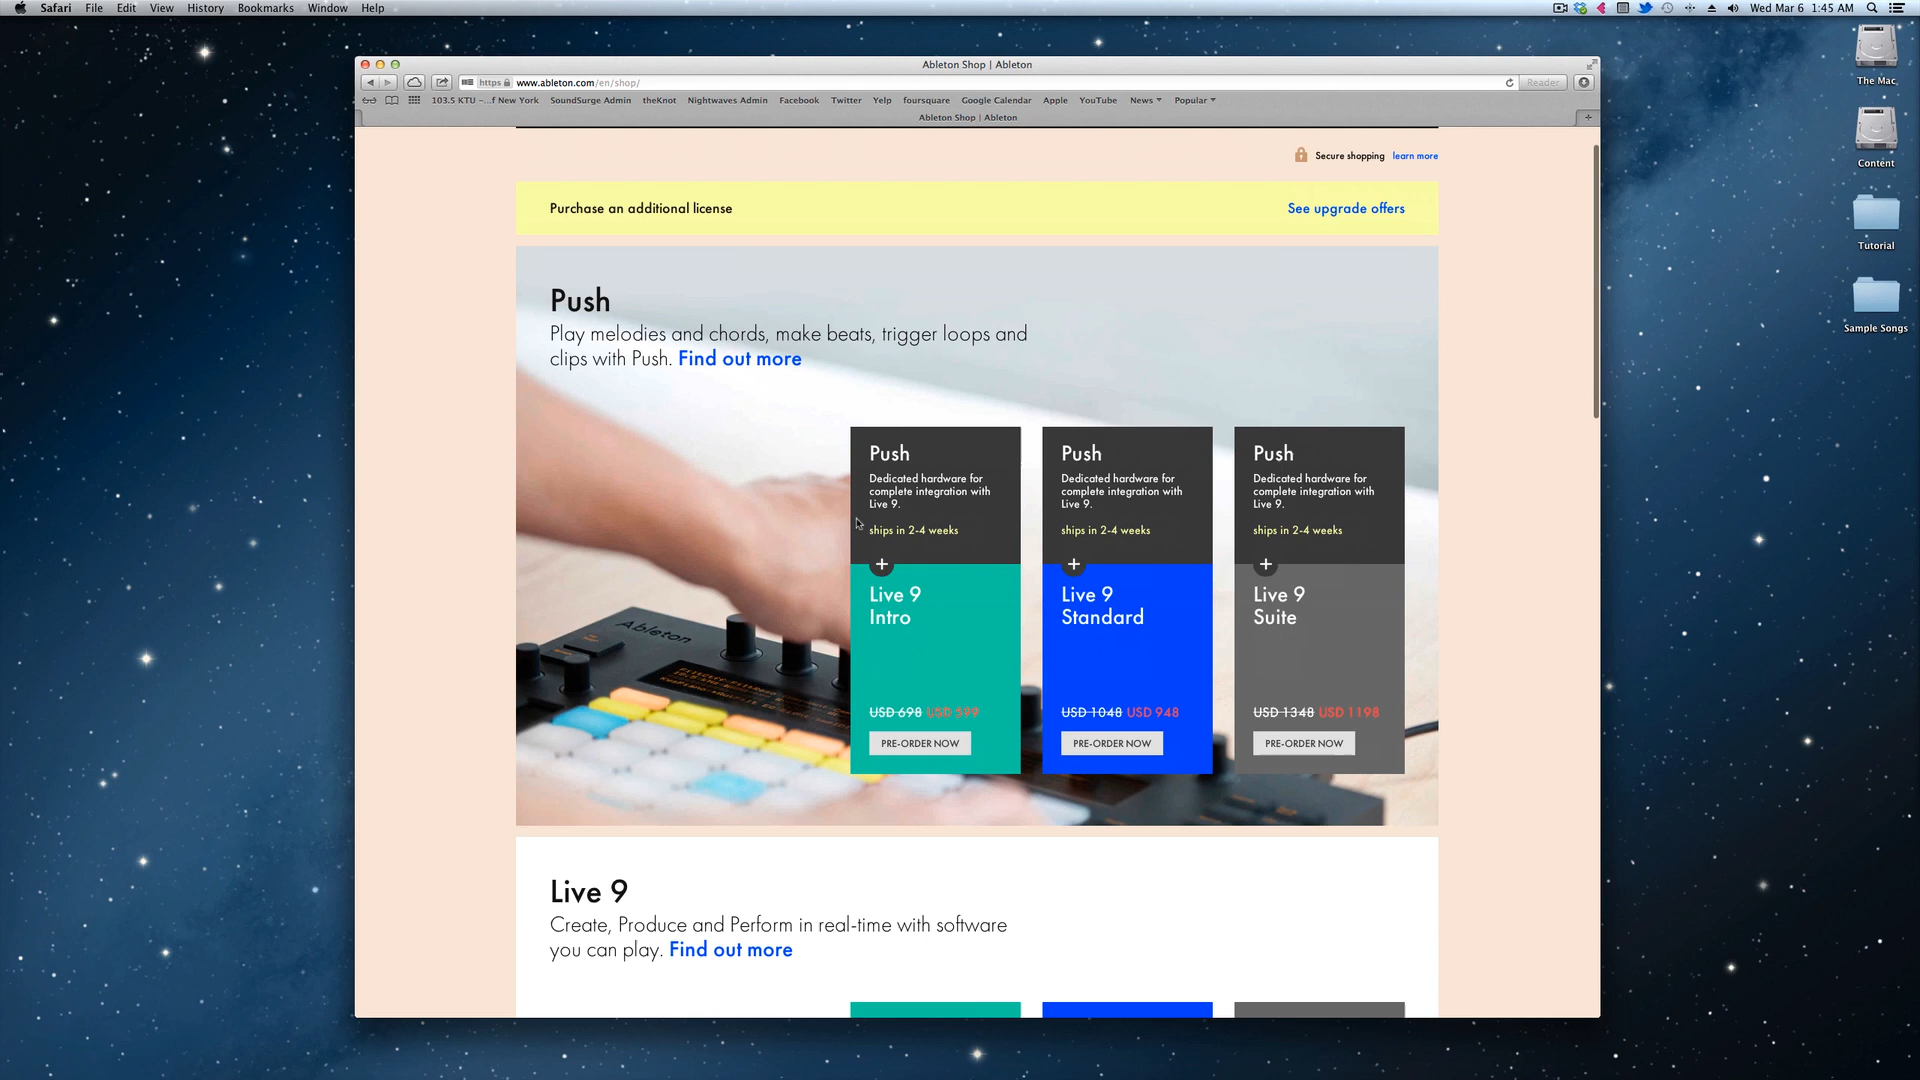 Safari File Edit View History Bookmarks Window Help
Wed Mar 6 1:45 AM
Ableton Shop | Ableton
https www.ableton.com/en/shop/
Reader
103.5 KTU -...f New York SoundSurge Admin theKnot Nightwaves Admin Facebook Twitter Yelp foursquare Google Calendar Apple YouTube News Popular
Ableton Shop | Ableton
The Mac
Content
Tutorial
Sample Songs
Secure shopping learn more
Purchase an additional license
See upgrade offers
Push
Play melodies and chords, make beats, trigger loops and
clips with Push. Find out more
Push
Dedicated hardware for
complete integration with
Live 9.
ships in 2-4 weeks
+
Live 9
Intro
USD 698 USD 599
PRE-ORDER NOW
Push
Dedicated hardware for
complete integration with
Live 9.
ships in 2-4 weeks
+
Live 9
Standard
USD 1048 USD 948
PRE-ORDER NOW
Push
Dedicated hardware for
complete integration with
Live 9.
ships in 2-4 weeks
+
Live 9
Suite
USD 1348 USD 1198
PRE-ORDER NOW
Ableton
Live 9
Create, Produce and Perform in real-time with software
you can play. Find out more